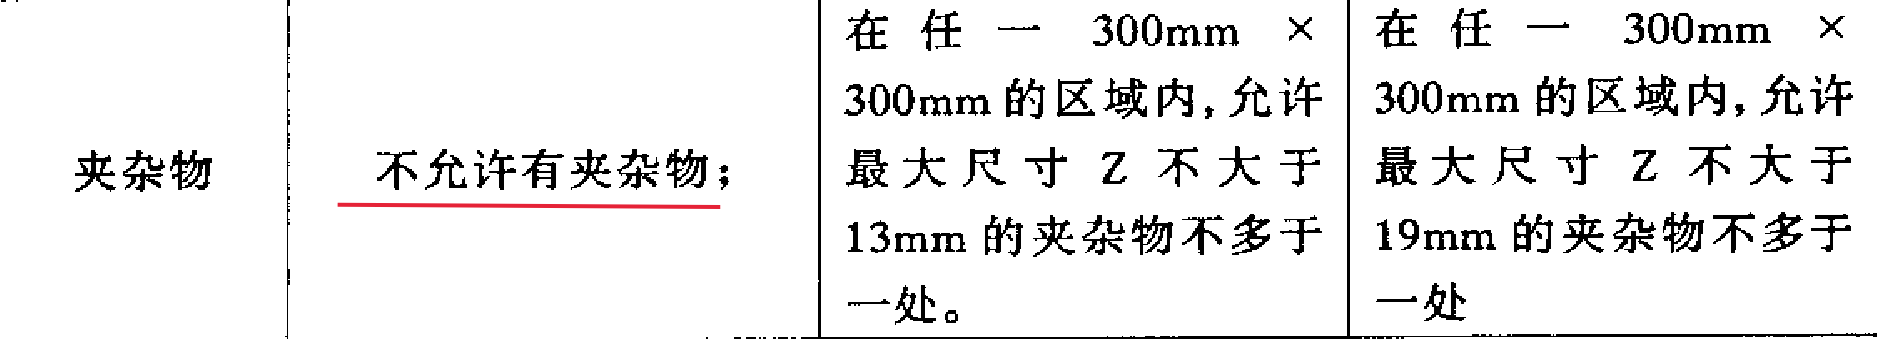 夹杂物
不允许有夹杂物;
在任一 300mm ×
300mm 的区域内,允许
最大尺寸 Z 不大于
13mm 的夹杂物不多于
一处。
在任一 300mm ×
300mm 的区域内,允许
最大尺寸 Z 不大于
19mm 的夹杂物不多于
一处